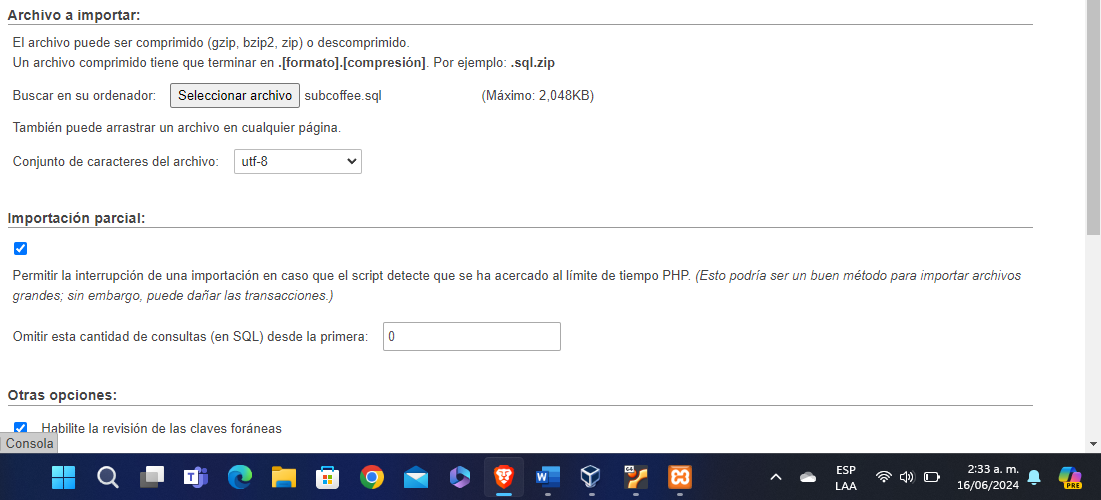 Archivo a importar:
El archivo puede ser comprimido (gzip, bzip2, zip) o descomprimido.
Un archivo comprimido tiene que terminar en .[formato].[compresión]. Por ejemplo: .sql.zip
Buscar en su ordenador: Seleccionar archivo subcoffee.sql (Máximo: 2,048KB)
También puede arrastrar un archivo en cualquier página.
Conjunto de caracteres del archivo: utf-8
Importación parcial:
Permitir la interrupción de una importación en caso que el script detecte que se ha acercado al límite de tiempo PHP. (Esto podría ser un buen método para importar archivos
grandes; sin embargo, puede dañar las transacciones.)
Omitir esta cantidad de consultas (en SQL) desde la primera: 0
Otras opciones:
Habilite la revisión de las claves foráneas
Consola
ESP
LAA
2:33 a. m.
16/06/2024
PRE